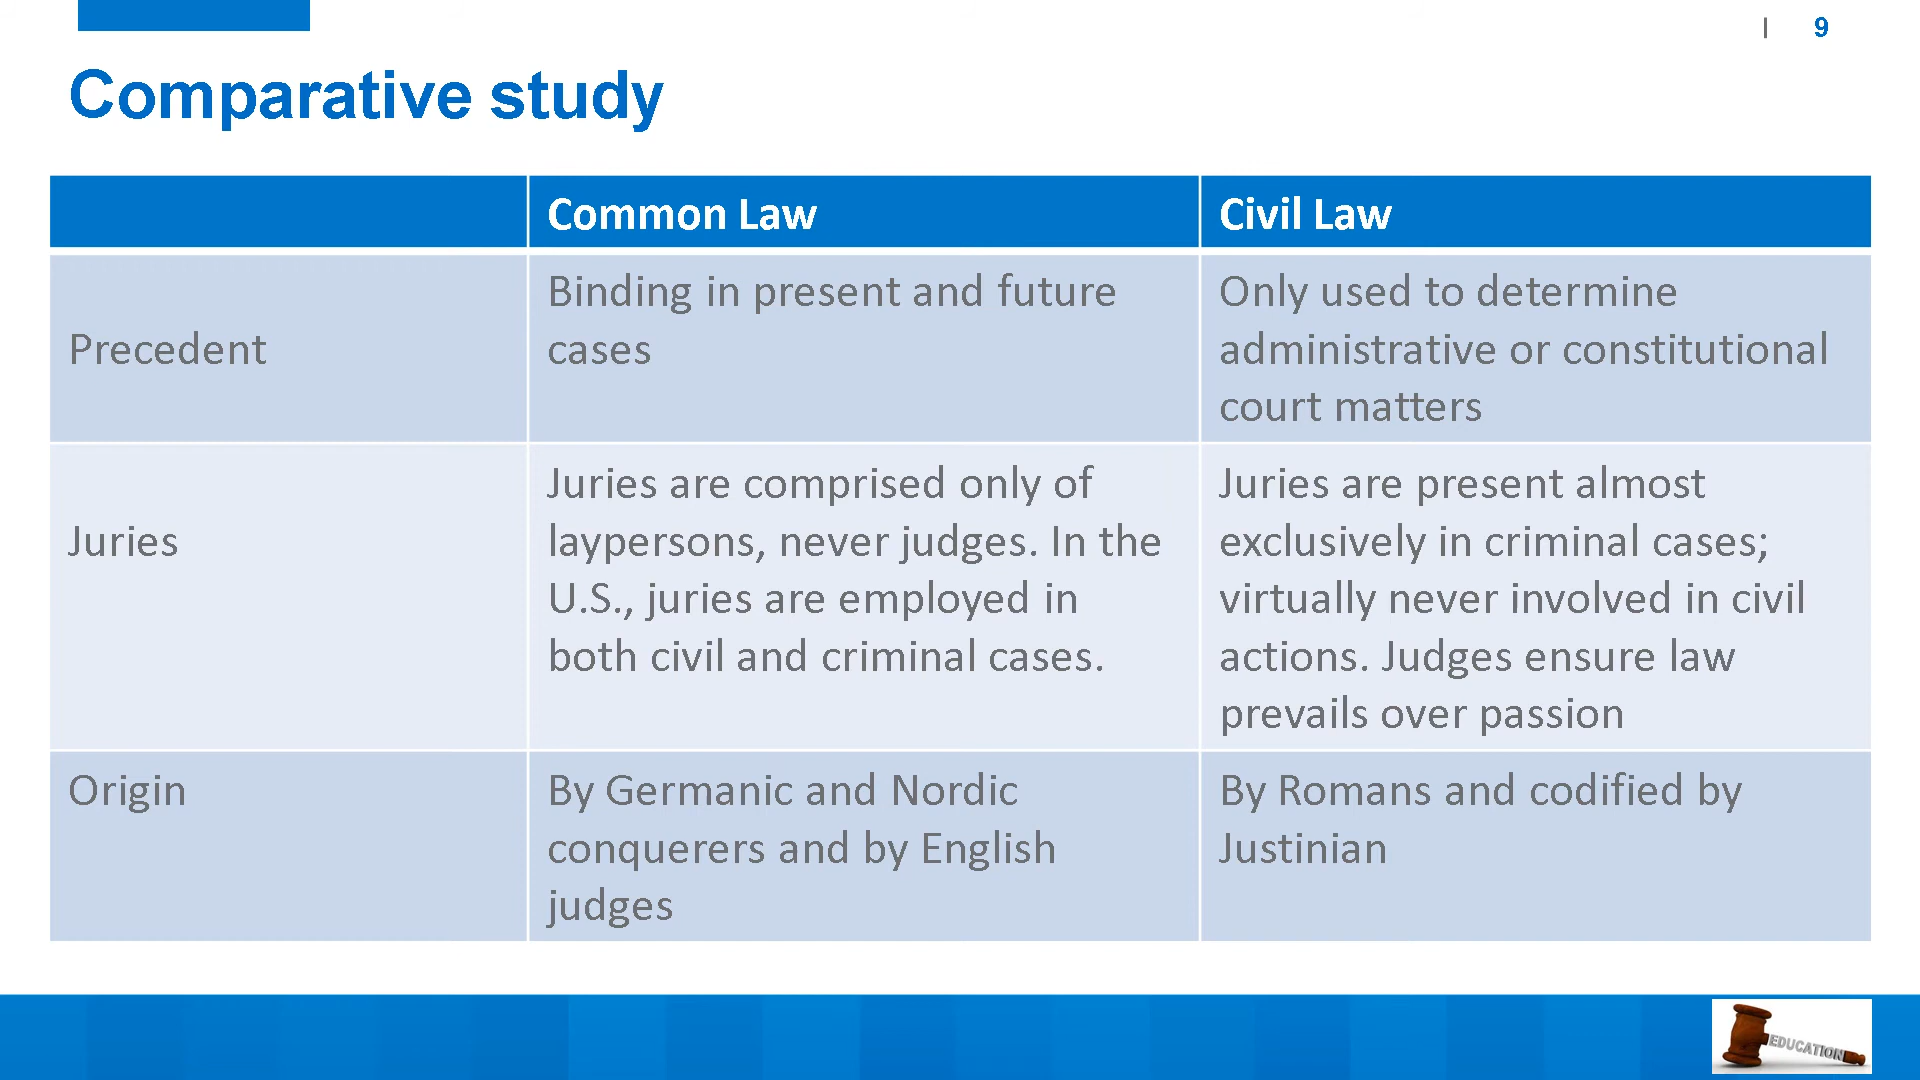 | 9
Comparative study
Common Law
Civil Law
Precedent
Binding in present and future
cases
Only used to determine
administrative or constitutional
court matters
Juries
Juries are comprised only of
laypersons, never judges. In the
U.S., juries are employed in
both civil and criminal cases.
Juries are present almost
exclusively in criminal cases;
virtually never involved in civil
actions. Judges ensure law
prevails over passion
Origin
By Germanic and Nordic
conquerers and by English
judges
By Romans and codified by
Justinian
EDUCATION